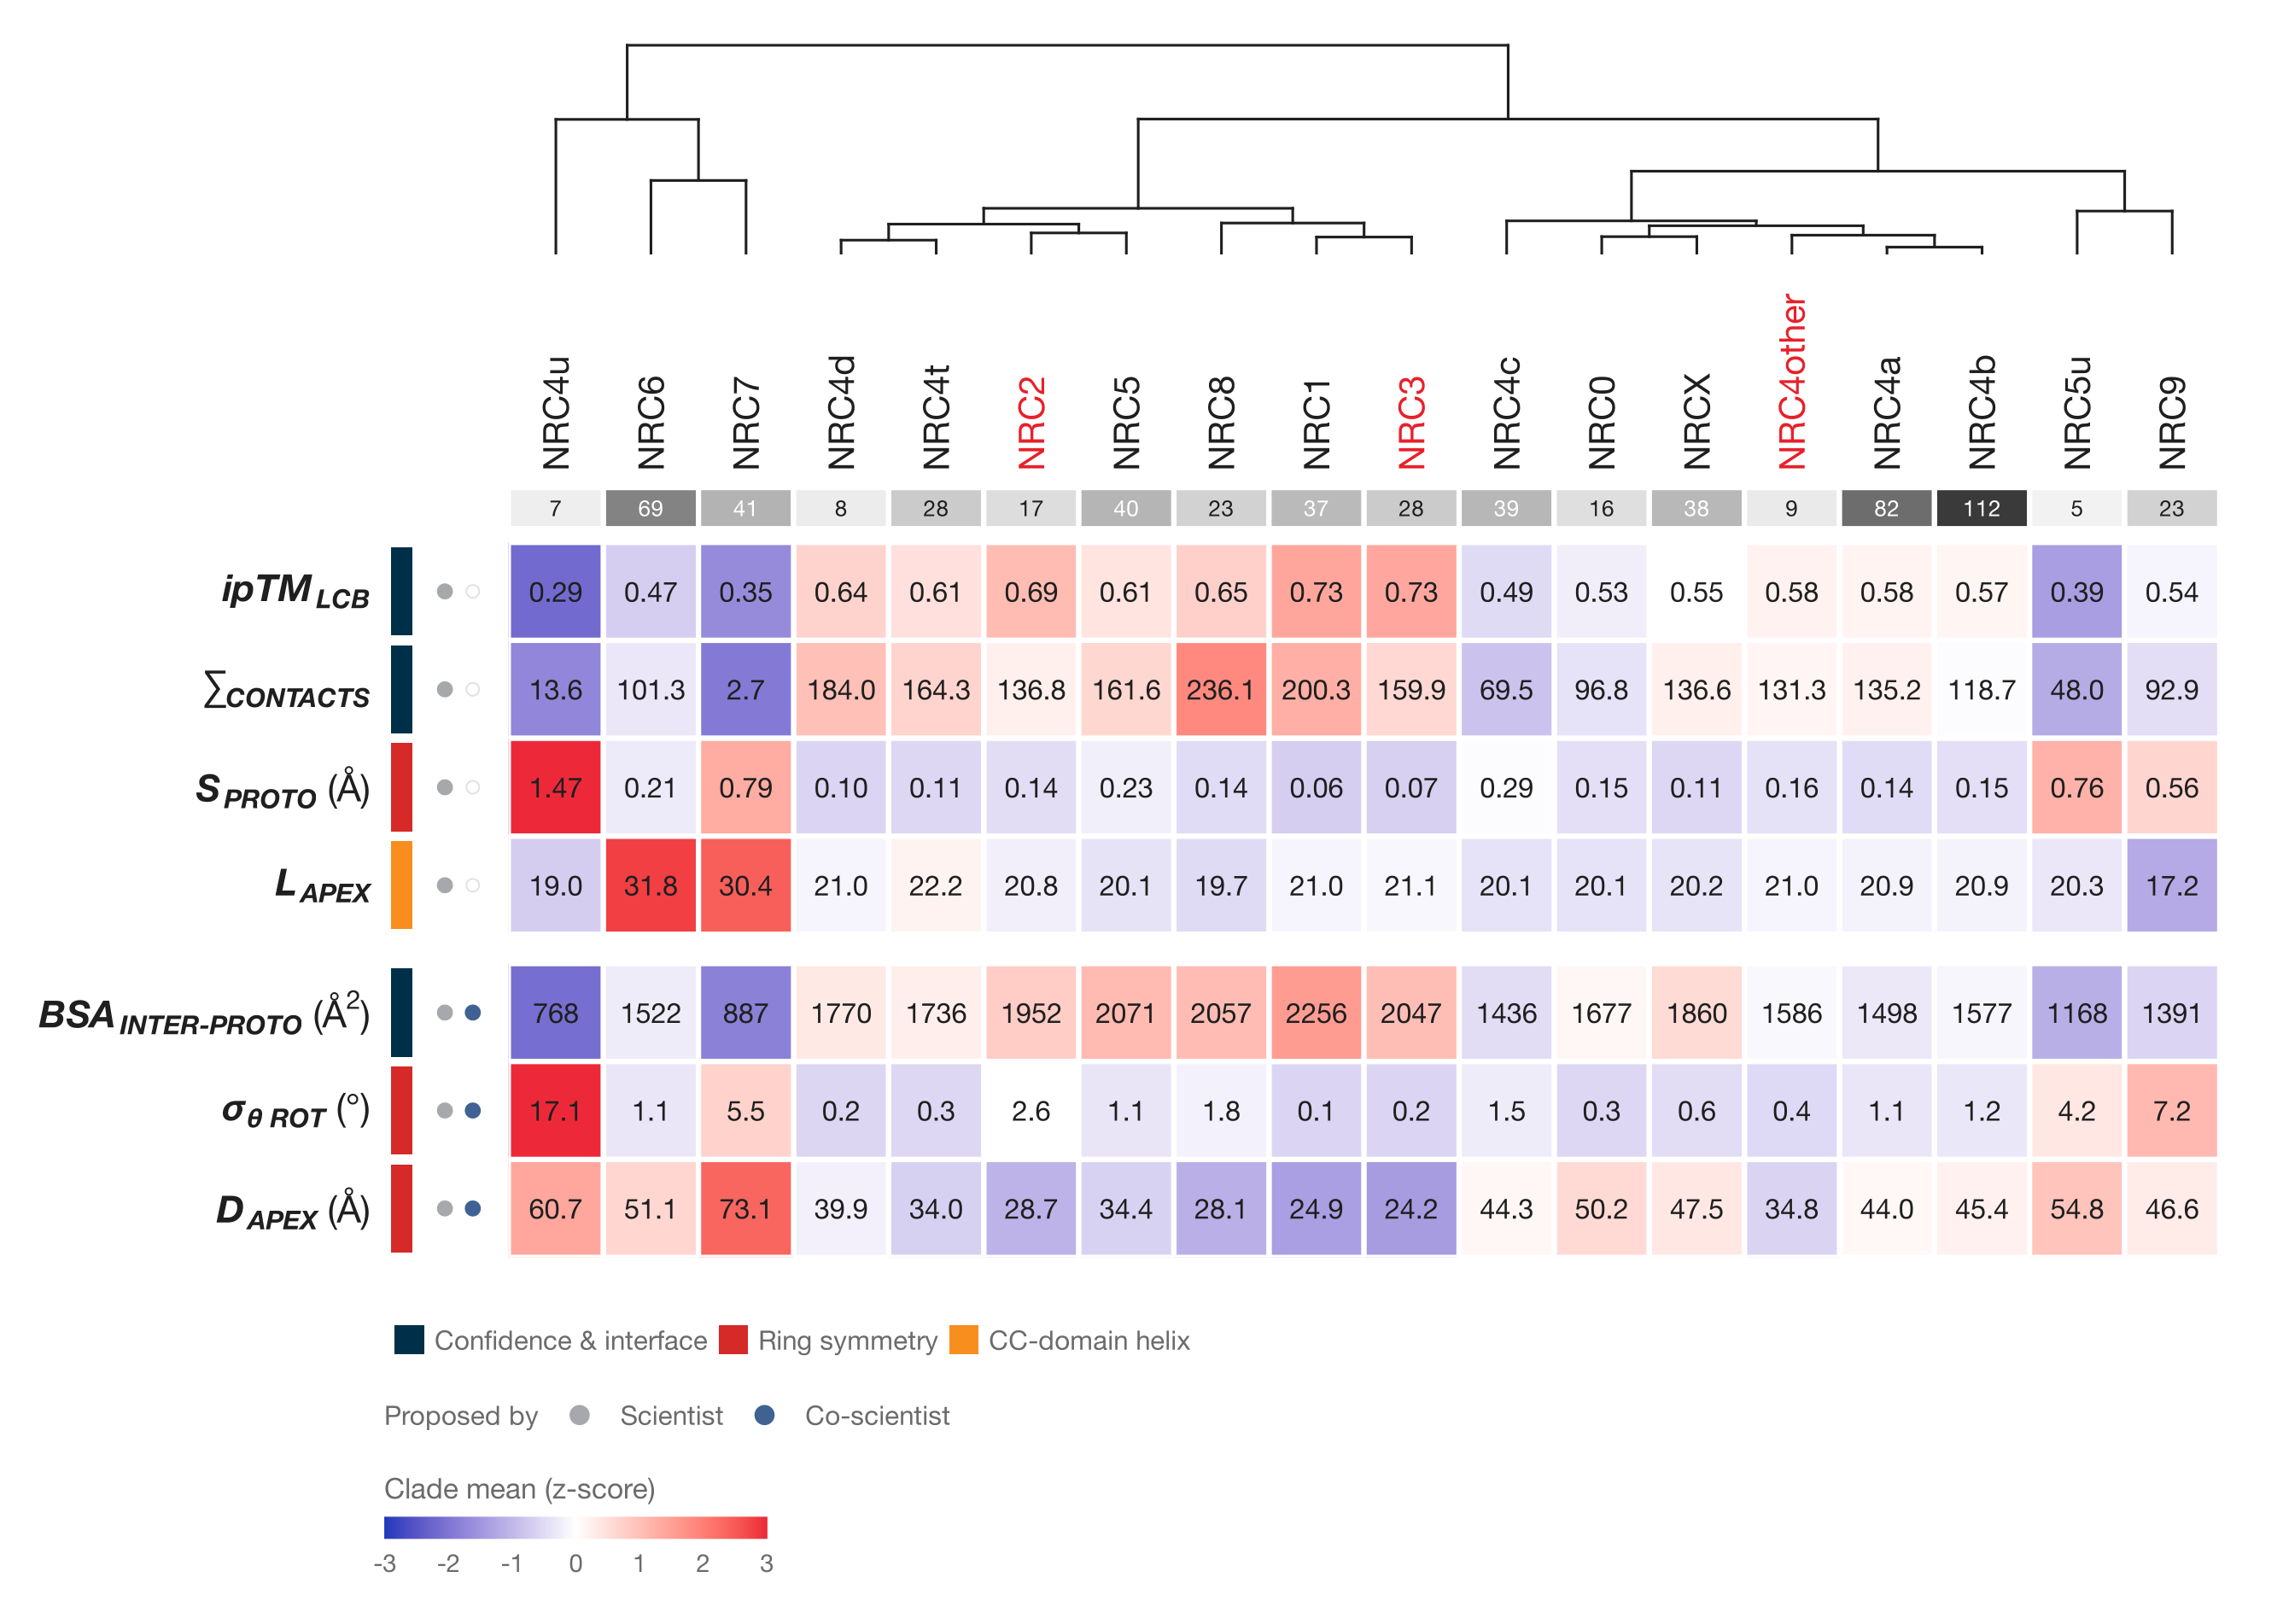 NRC4u NRC6 NRC7 NRC4d NRC4t NRC2 NRC5 NRC8 NRC1 NRC3 NRC4c NRC0 NRCX NRC4other NRC4a NRC4b NRC5u NRC9
7 69 41 8 28 17 40 23 37 28 39 16 38 9 82 112 5 23
ipTM LCB 0.29 0.47 0.35 0.64 0.61 0.69 0.61 0.65 0.73 0.73 0.49 0.53 0.55 0.58 0.58 0.57 0.39 0.54
∑CONTACTS 13.6 101.3 2.7 184.0 164.3 136.8 161.6 236.1 200.3 159.9 69.5 96.8 136.6 131.3 135.2 118.7 48.0 92.9
S PROTO (Å) 1.47 0.21 0.79 0.10 0.11 0.14 0.23 0.14 0.06 0.07 0.29 0.15 0.11 0.16 0.14 0.15 0.76 0.56
L APEX 19.0 31.8 30.4 21.0 22.2 20.8 20.1 19.7 21.0 21.1 20.1 20.1 20.2 21.0 20.9 20.9 20.3 17.2
BSA INTER-PROTO (Å²) 768 1522 887 1770 1736 1952 2071 2057 2256 2047 1436 1677 1860 1586 1498 1577 1168 1391
σθ ROT (°) 17.1 1.1 5.5 0.2 0.3 2.6 1.1 1.8 0.1 0.2 1.5 0.3 0.6 0.4 1.1 1.2 4.2 7.2
D APEX (Å) 60.7 51.1 73.1 39.9 34.0 28.7 34.4 28.1 24.9 24.2 44.3 50.2 47.5 34.8 44.0 45.4 54.8 46.6
Confidence & interface Ring symmetry CC-domain helix
Proposed by Scientist Co-scientist
Clade mean (z-score)
-3 -2 -1 0 1 2 3